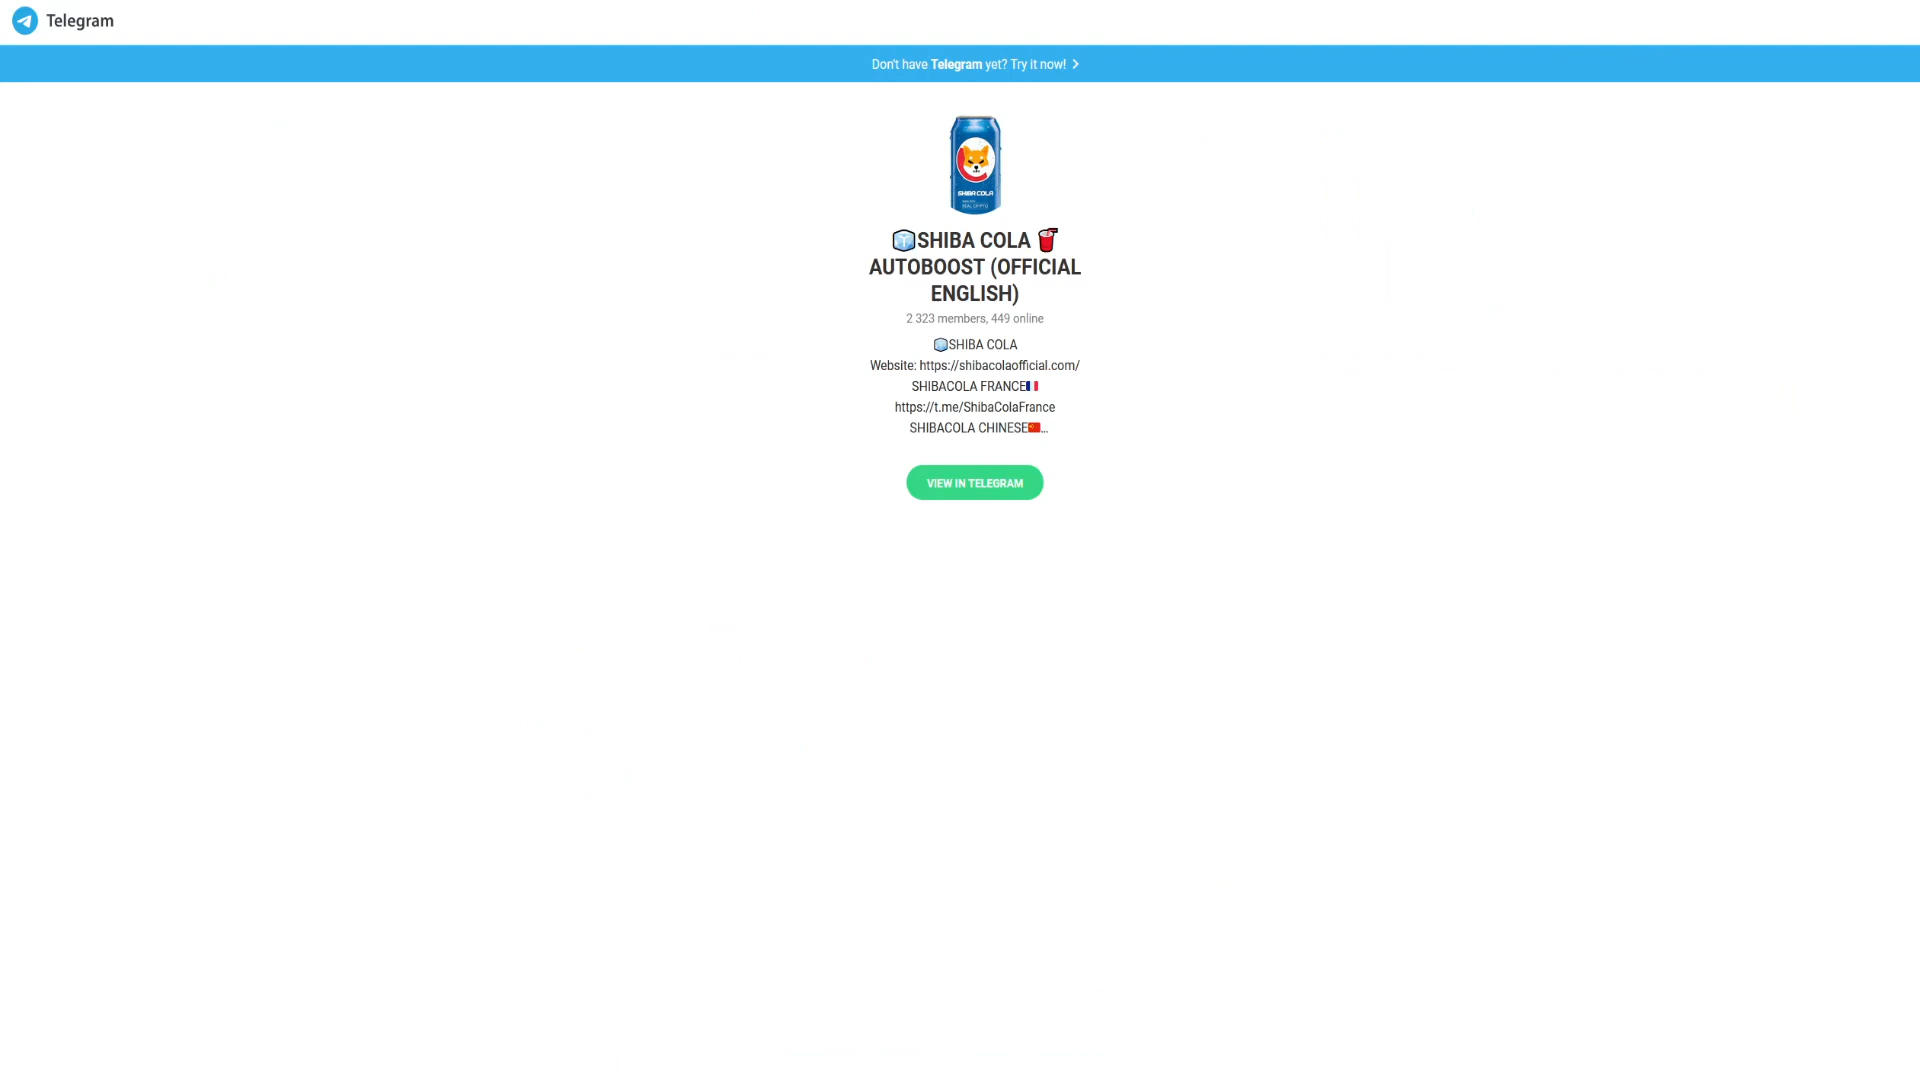 Telegram
Don't have Telegram yet? Try it now!
SHIBA COLA
🧊SHIBA COLA 🥤
AUTOBOOST (OFFICIAL
ENGLISH)
2 323 members, 449 online
🧊SHIBA COLA
Website: https://shibacolaofficial.com/
SHIBACOLA FRANCE🇫🇷
https://t.me/ShibaColaFrance
SHIBACOLA CHINESE🇨🇳...
VIEW IN TELEGRAM